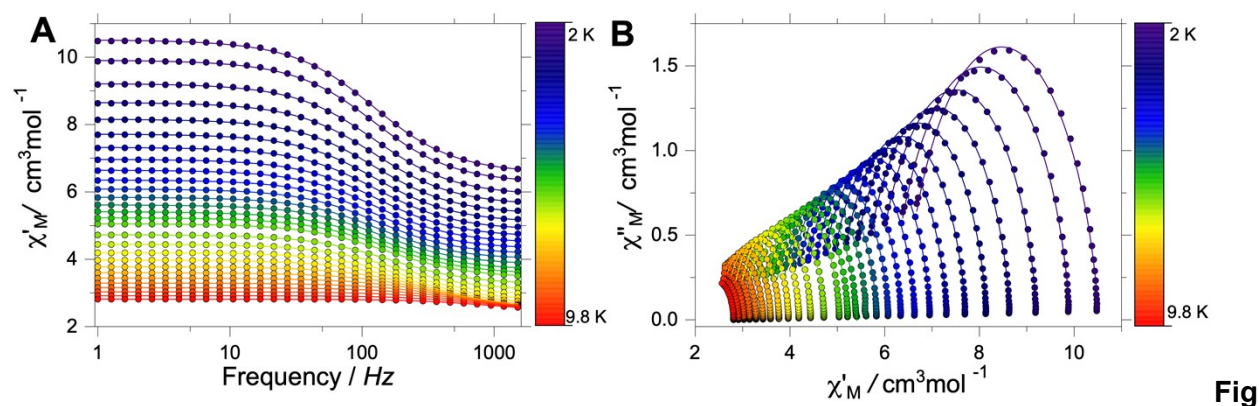 A
χ'M / cm³mol⁻¹
10
8
6
4
2
1
10
100
1000
Frequency / Hz
2 K
9.8 K
B
χ''M / cm³mol⁻¹
1.5
1.0
0.5
0.0
2
4
6
8
10
χ'M / cm³mol⁻¹
2 K
9.8 K
Fig